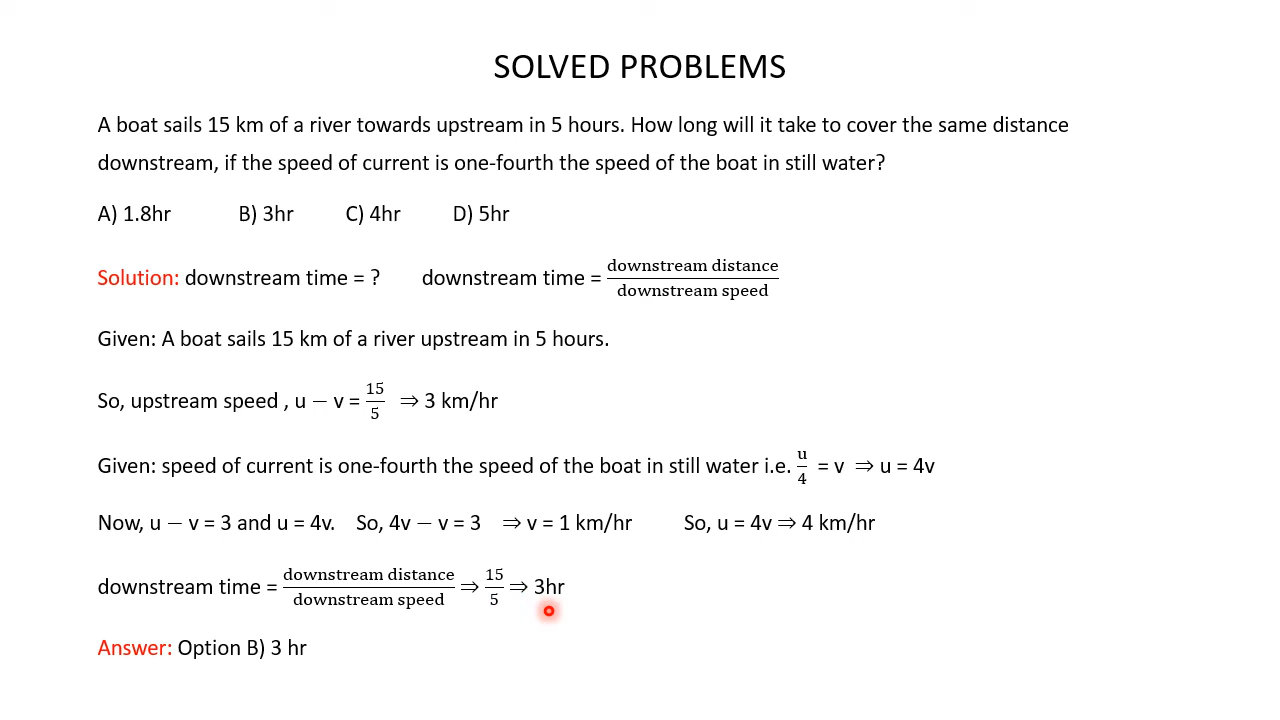 SOLVED PROBLEMS
A boat sails 15 km of a river towards upstream in 5 hours. How long will it take to cover the same distance
downstream, if the speed of current is one-fourth the speed of the boat in still water?
A) 1.8hr B) 3hr C) 4hr D) 5hr
Solution: downstream time = ? downstream time = downstream distance / downstream speed
Given: A boat sails 15 km of a river upstream in 5 hours.
So, upstream speed , u − v = 15/5 ⇒ 3 km/hr
Given: speed of current is one-fourth the speed of the boat in still water i.e. u/4 = v ⇒ u = 4v
Now, u − v = 3 and u = 4v. So, 4v − v = 3 ⇒ v = 1 km/hr So, u = 4v ⇒ 4 km/hr
downstream time = downstream distance / downstream speed ⇒ 15/5 ⇒ 3hr
Answer: Option B) 3 hr